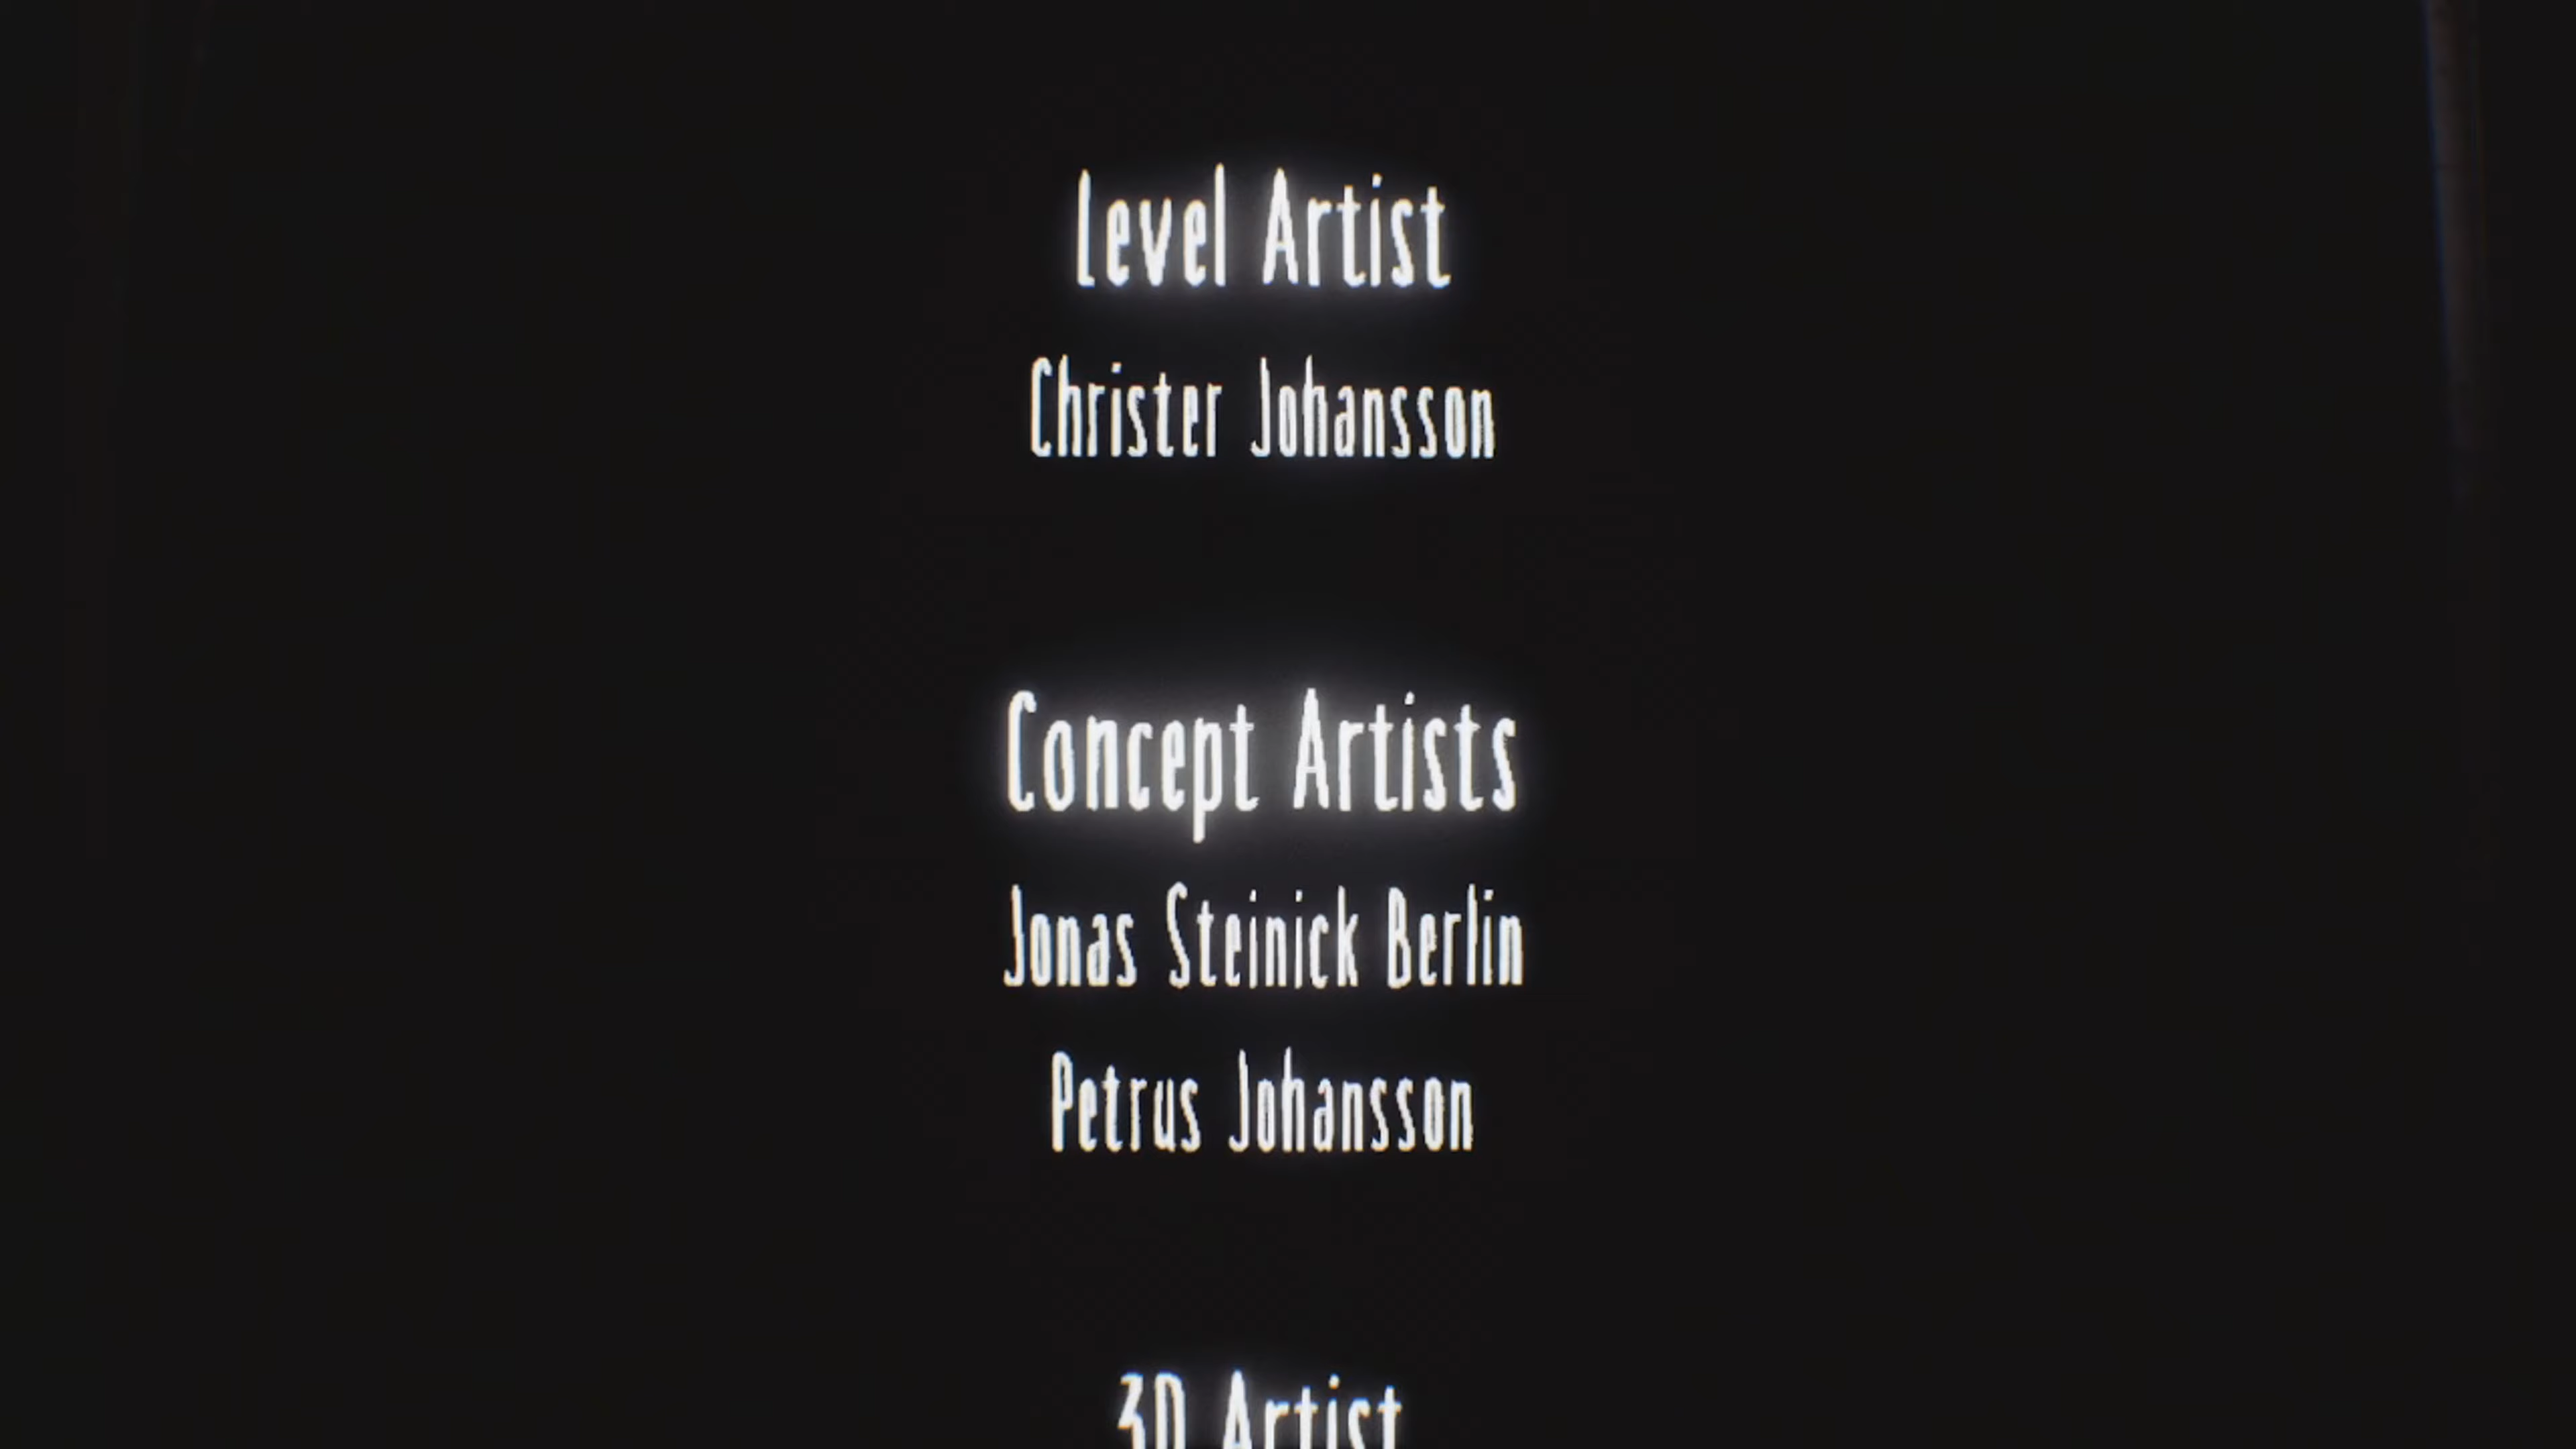 Level Artist
Christer Johansson
Concept Artists
Jonas Steinick Berlin
Petrus Johansson
3D Artist